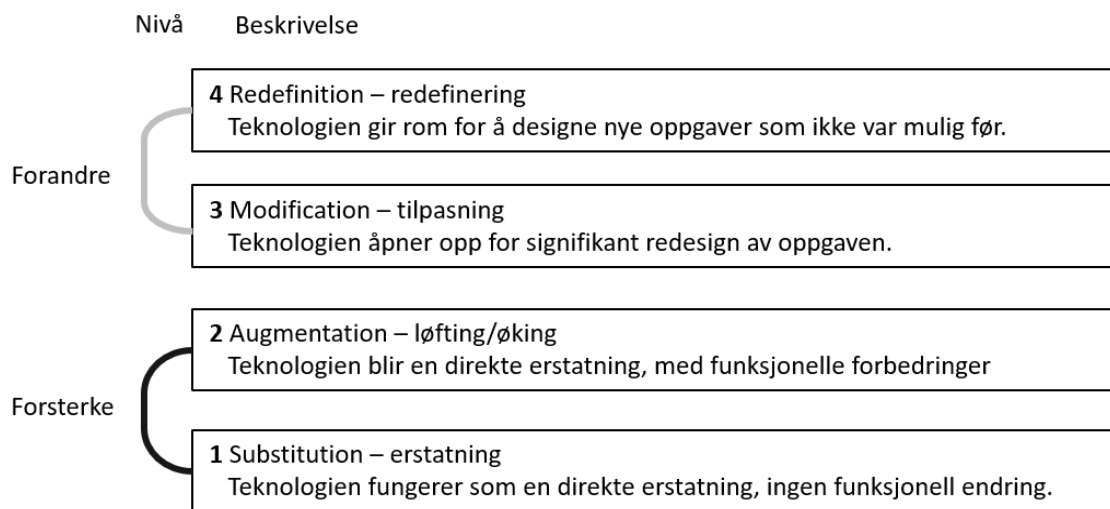 Nivå Beskrivelse
4 Redefinition – redefinering
Teknologien gir rom for å designe nye oppgaver som ikke var mulig før.
Forandre
3 Modification – tilpasning
Teknologien åpner opp for signifikant redesign av oppgaven.
2 Augmentation – løfting/øking
Teknologien blir en direkte erstatning, med funksjonelle forbedringer
Forsterke
1 Substitution – erstatning
Teknologien fungerer som en direkte erstatning, ingen funksjonell endring.